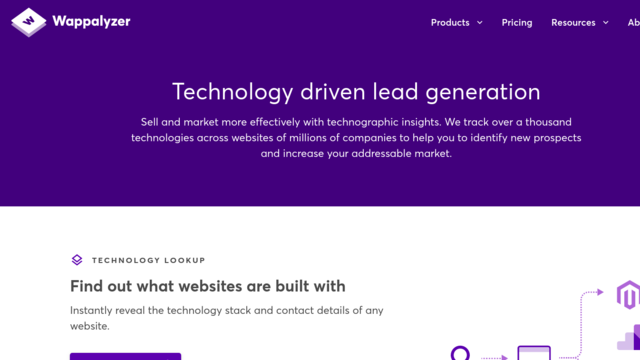 Wappalyzer
Products Pricing Resources Ab
Technology driven lead generation
Sell and market more effectively with technographic insights. We track over a thousand
technologies across websites of millions of companies to help you to identify new prospects
and increase your addressable market.
TECHNOLOGY LOOKUP
Find out what websites are built with
Instantly reveal the technology stack and contact details of any
website.